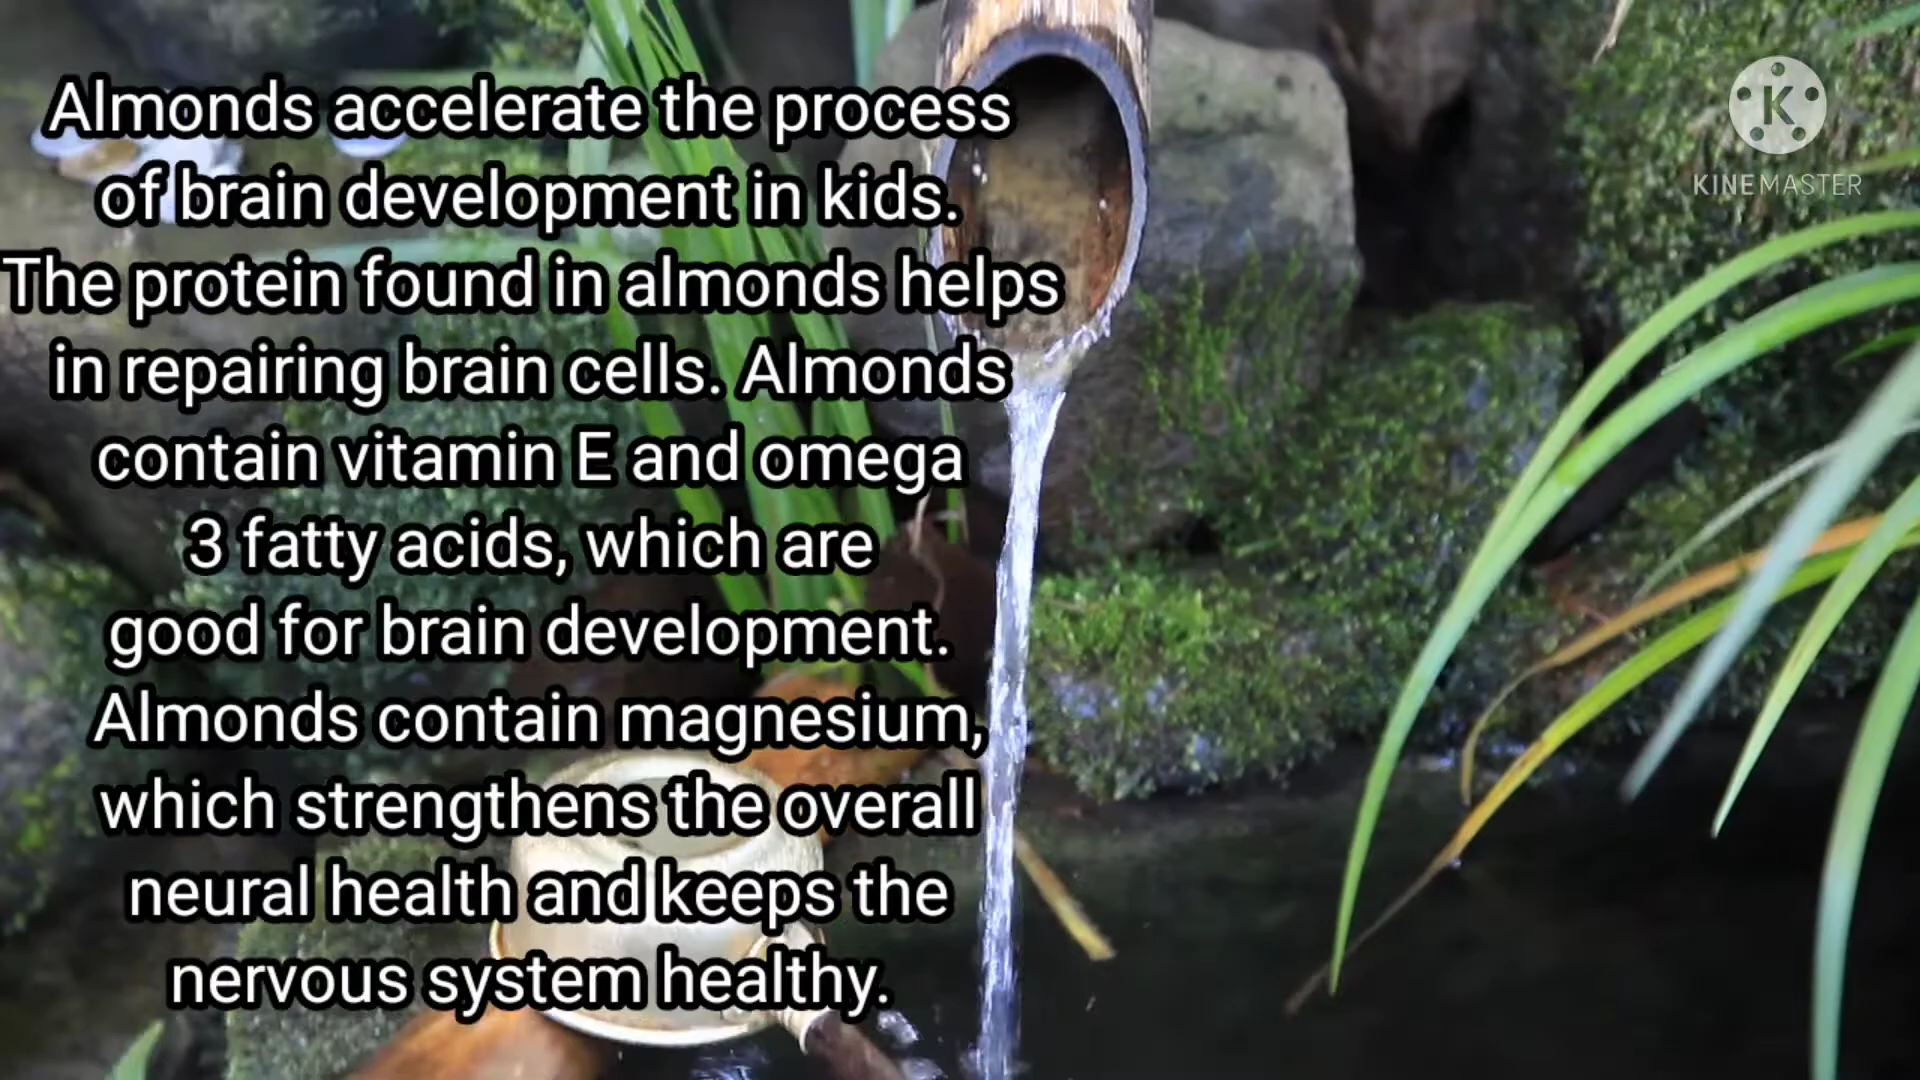 Almonds accelerate the process
of brain development in kids.
The protein found in almonds helps
in repairing brain cells. Almonds
contain vitamin E and omega
3 fatty acids, which are
good for brain development.
Almonds contain magnesium,
which strengthens the overall
neural health and keeps the
nervous system healthy.
K
KINEMASTER